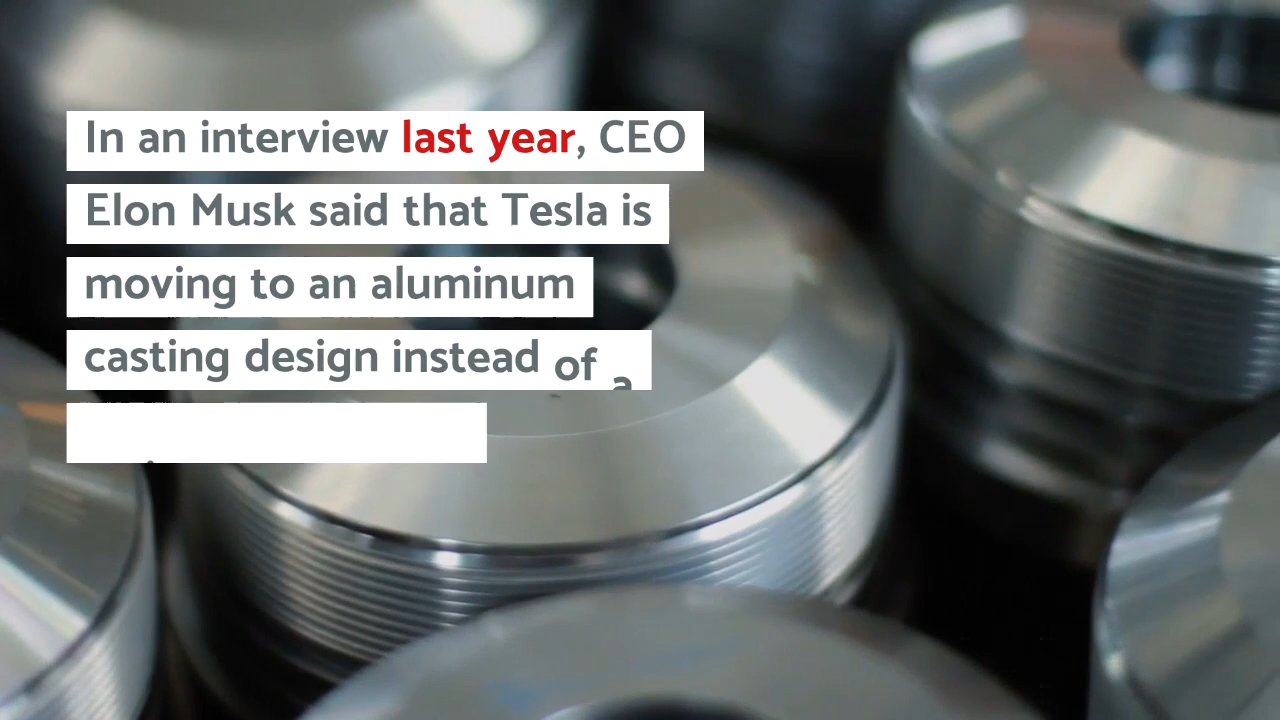 In an interview last year, CEO
Elon Musk said that Tesla is
moving to an aluminum
casting design instead of a